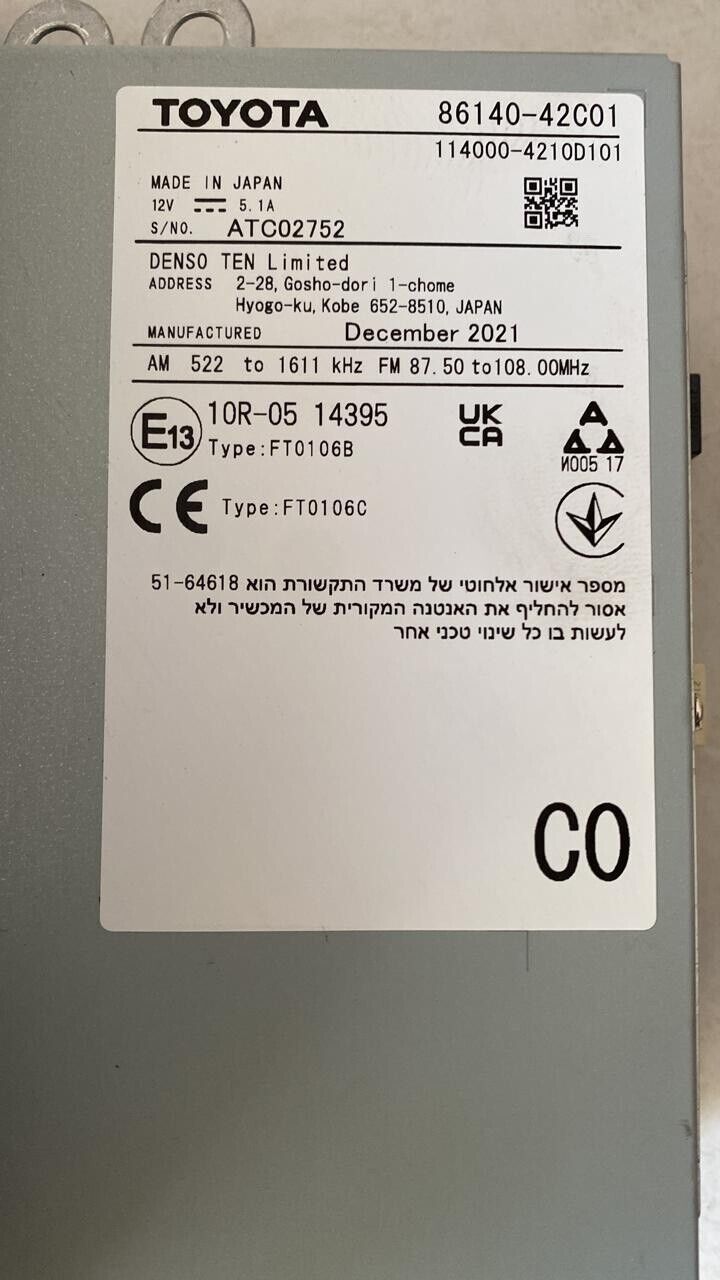 TOYOTA 86140-42C01
114000-4210D101
MADE IN JAPAN
12V 5.1A
S/NO. ATC02752
DENSO TEN Limited
ADDRESS 2-28, Gosho-dori 1-chome
Hyogo-ku, Kobe 652-8510, JAPAN
MANUFACTURED December 2021
AM 522 to 1611 kHz FM 87.50 to108.00MHz
E13 10R-05 14395
Type:FT0106B
UK
CA
A
И005 17
CE Type:FT0106C
מספר אישור אלחוטי של משרד התקשורת הוא 51-64618
אסור להחליף את האנטנה המקורית של המכשיר ולא
לעשות בו כל שינוי טכני אחר
C0